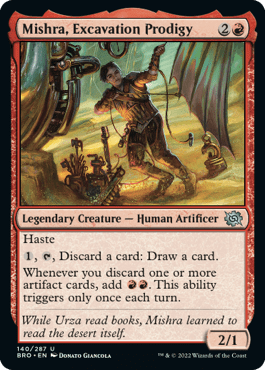 Mishra, Excavation Prodigy 2
Legendary Creature — Human Artificer
Haste
1, , Discard a card: Draw a card.
Whenever you discard one or
more artifact cards, add . This ability
triggers only once each turn.
While Urza read books, Mishra learned to
read the desert itself.
2/1
140/287 U
BRO • EN DONATO GIANCOLA
™ & © 2022 Wizards of the Coast